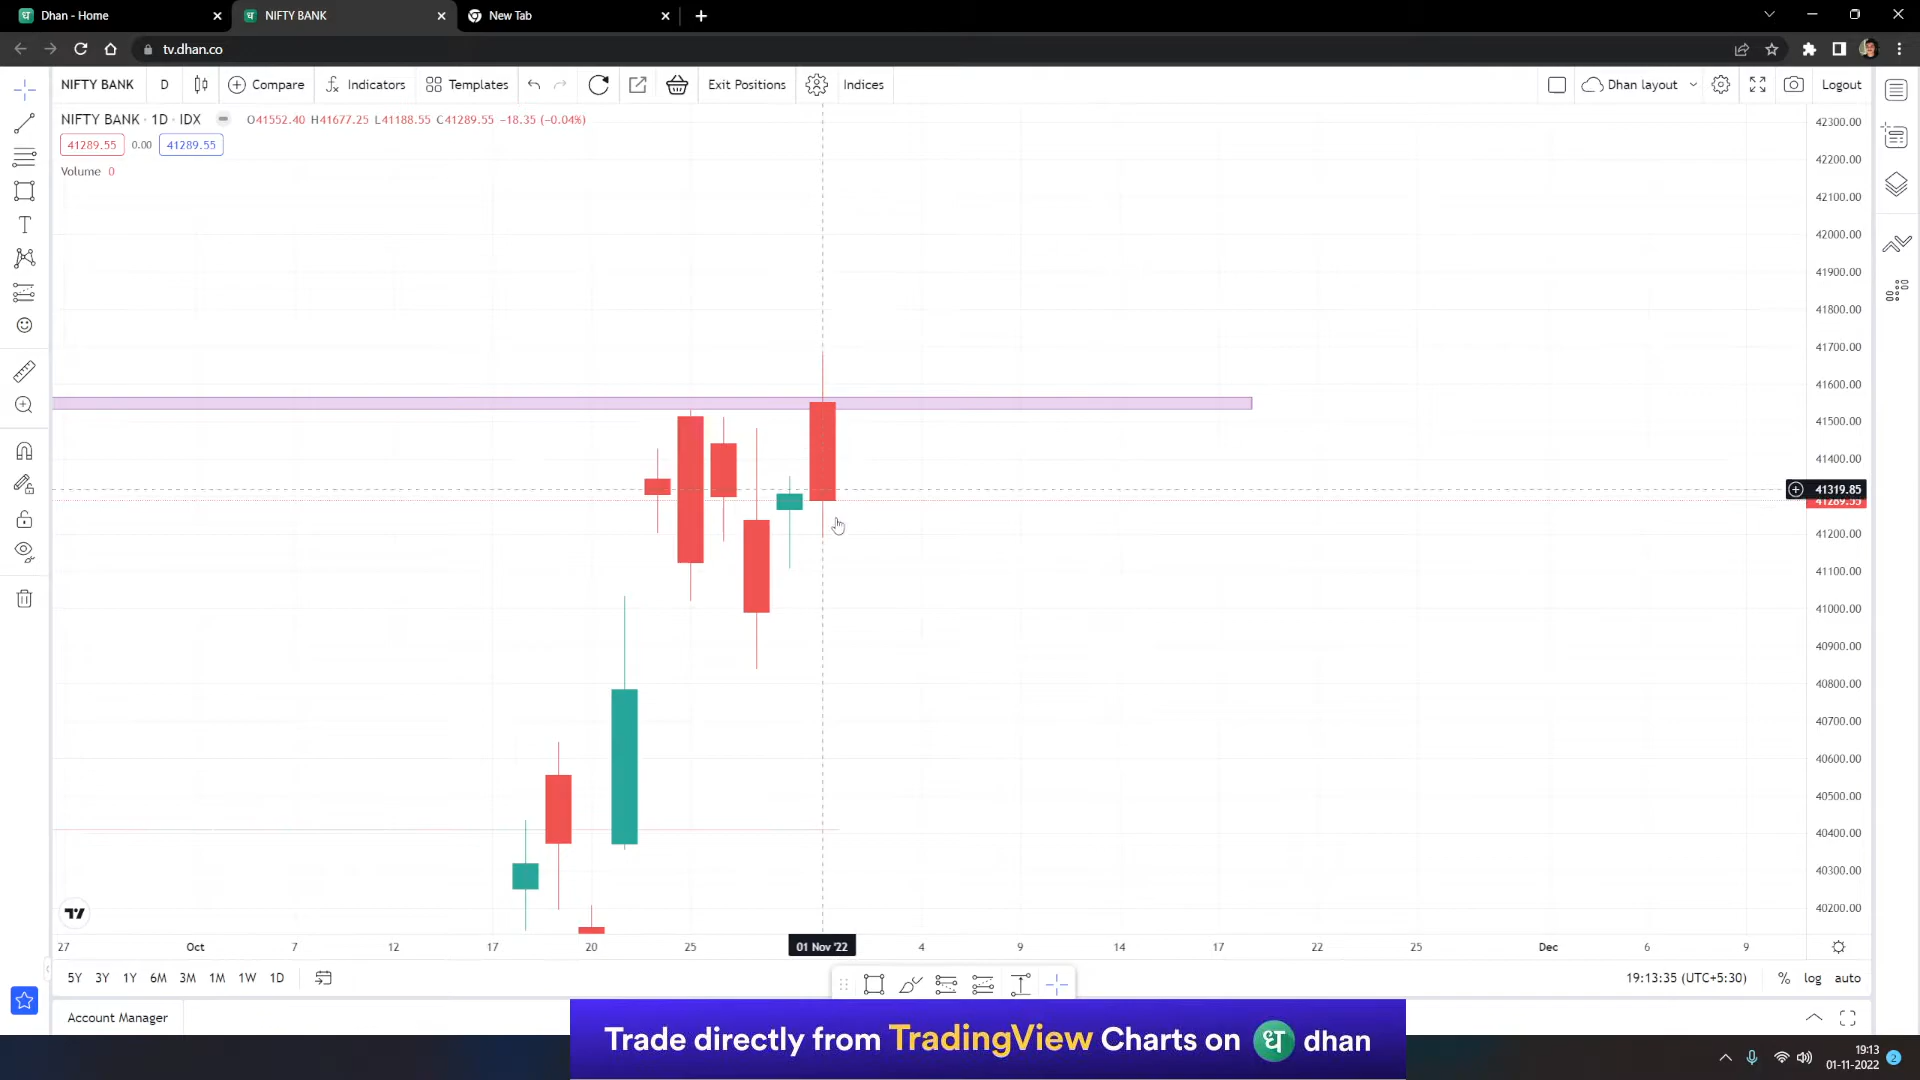 Dhan - Home
NIFTY BANK
New Tab
tv.dhan.co
NIFTY BANK D Compare Indicators Templates Exit Positions Indices Dhan layout Logout
NIFTY BANK · 1D · IDX O41552.40 H41677.25 L41188.55 C41289.55 −18.35 (−0.04%)
41289.55 0.00 41289.55
Volume 0
42300.00
42200.00
42100.00
42000.00
41900.00
41800.00
41700.00
41600.00
41500.00
41400.00
41319.85
41289.55
41200.00
41100.00
41000.00
40900.00
40800.00
40700.00
40600.00
40500.00
40400.00
40300.00
40200.00
27 Oct 7 12 17 20 25 01 Nov '22 4 9 14 17 22 25 Dec 6 9
5Y 3Y 1Y 6M 3M 1M 1W 1D 19:13:35 (UTC+5:30) % log auto
Account Manager
Trade directly from TradingView Charts on ध dhan
19:13
01-11-2022
2